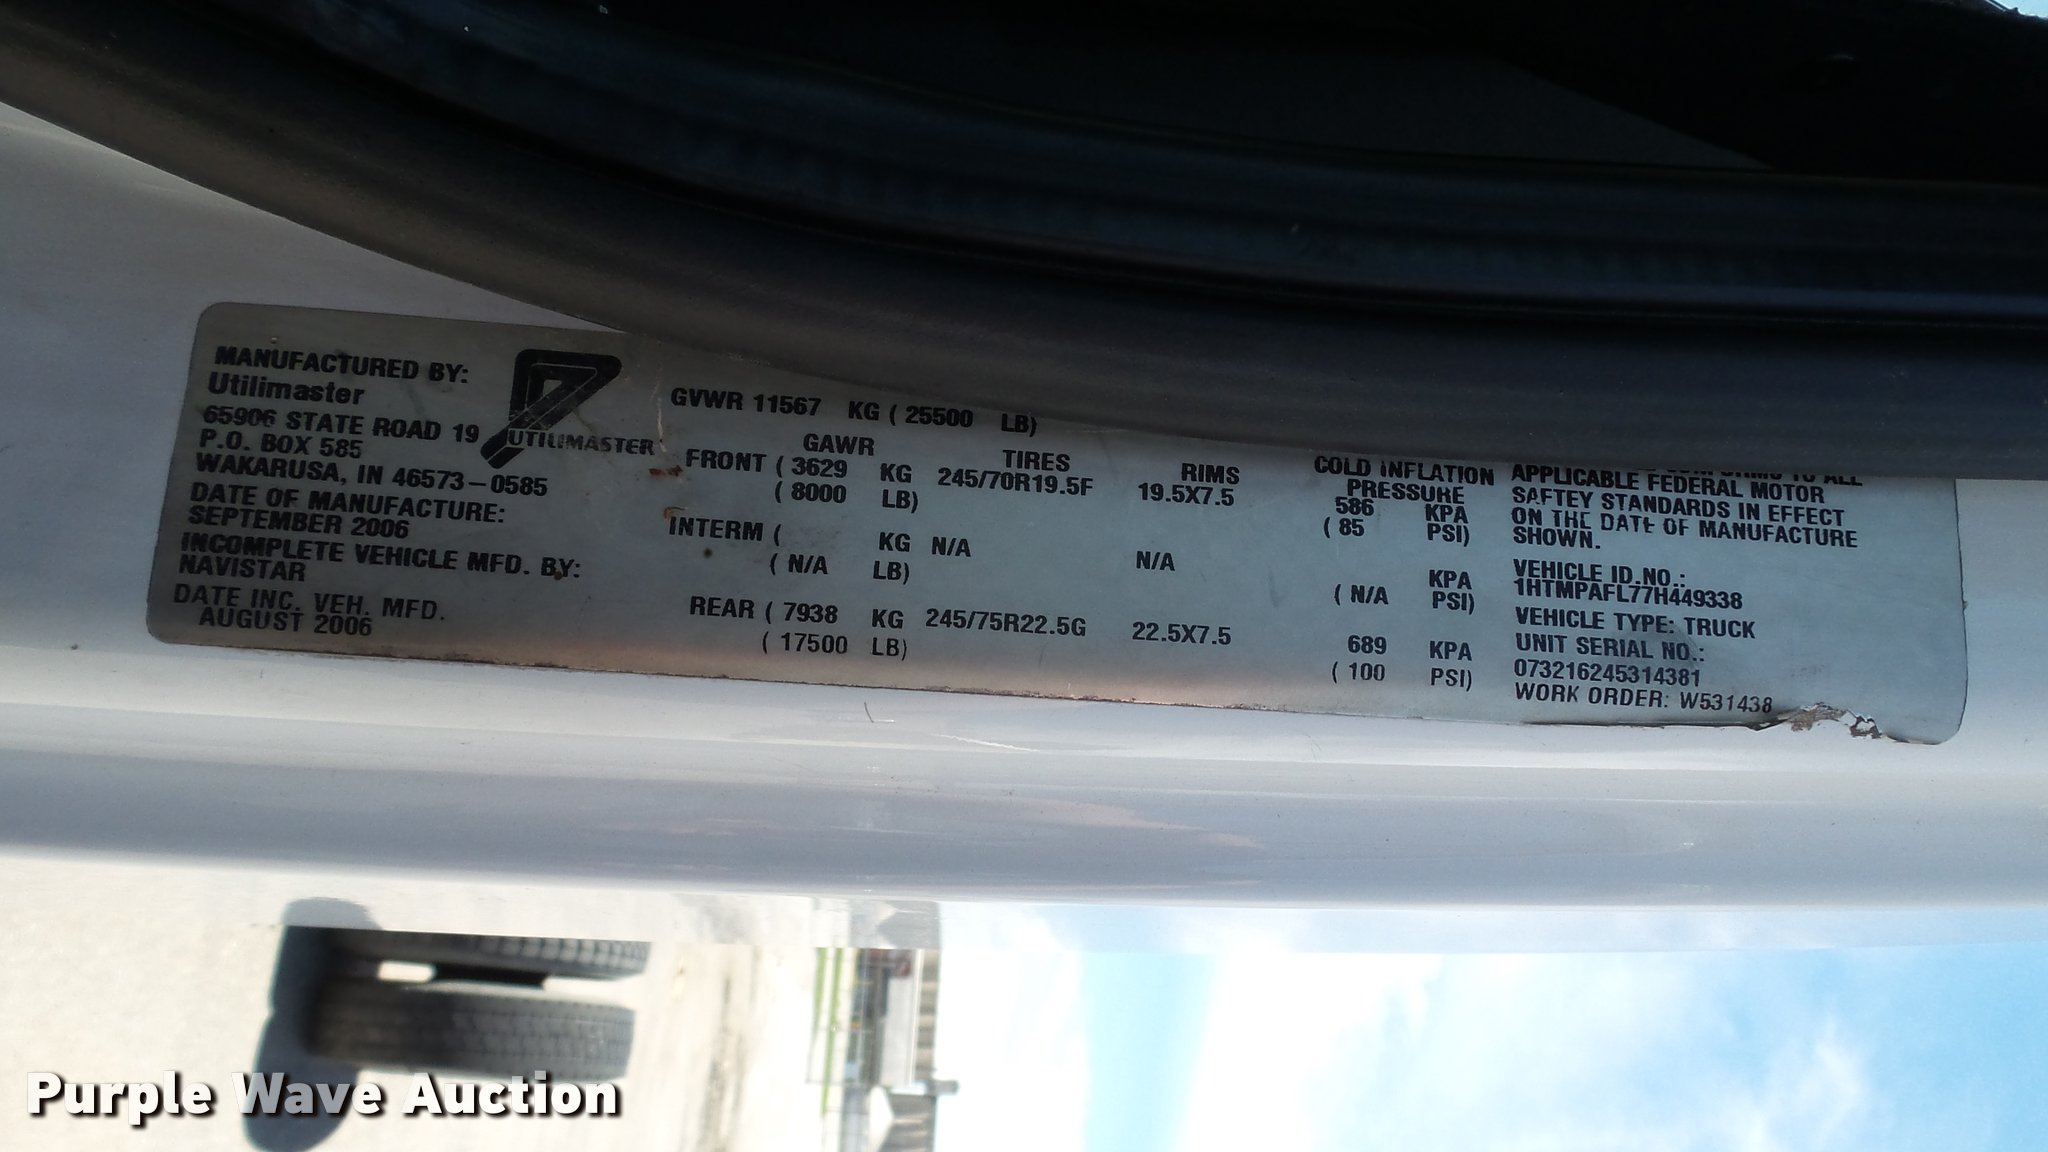 MANUFACTURED BY:
Utilimaster
65906 STATE ROAD 19
P.O. BOX 585
WAKARUSA, IN 46573-0585
DATE OF MANUFACTURE:
SEPTEMBER 2006
INCOMPLETE VEHICLE MFD. BY:
NAVISTAR
DATE INC. VEH. MFD.
AUGUST 2006
UTILIMASTER
GVWR 11567 KG ( 25500 LB)
GAWR TIRES RIMS COLD INFLATION PRESSURE
FRONT ( 3629 KG 245/70R19.5F 19.5X7.5 586 KPA
( 8000 LB) ( 85 PSI)
INTERM ( KG N/A N/A KPA
( N/A LB) ( N/A PSI)
REAR ( 7938 KG 245/75R22.5G 22.5X7.5 689 KPA
( 17500 LB) ( 100 PSI)
TO ALL
APPLICABLE FEDERAL MOTOR
SAFTEY STANDARDS IN EFFECT
ON THE DATE OF MANUFACTURE
SHOWN.
VEHICLE ID.NO.:
1HTMPAFL77H449338
VEHICLE TYPE: TRUCK
UNIT SERIAL NO.:
073216245314381
WORK ORDER: W531438
Purple Wave Auction